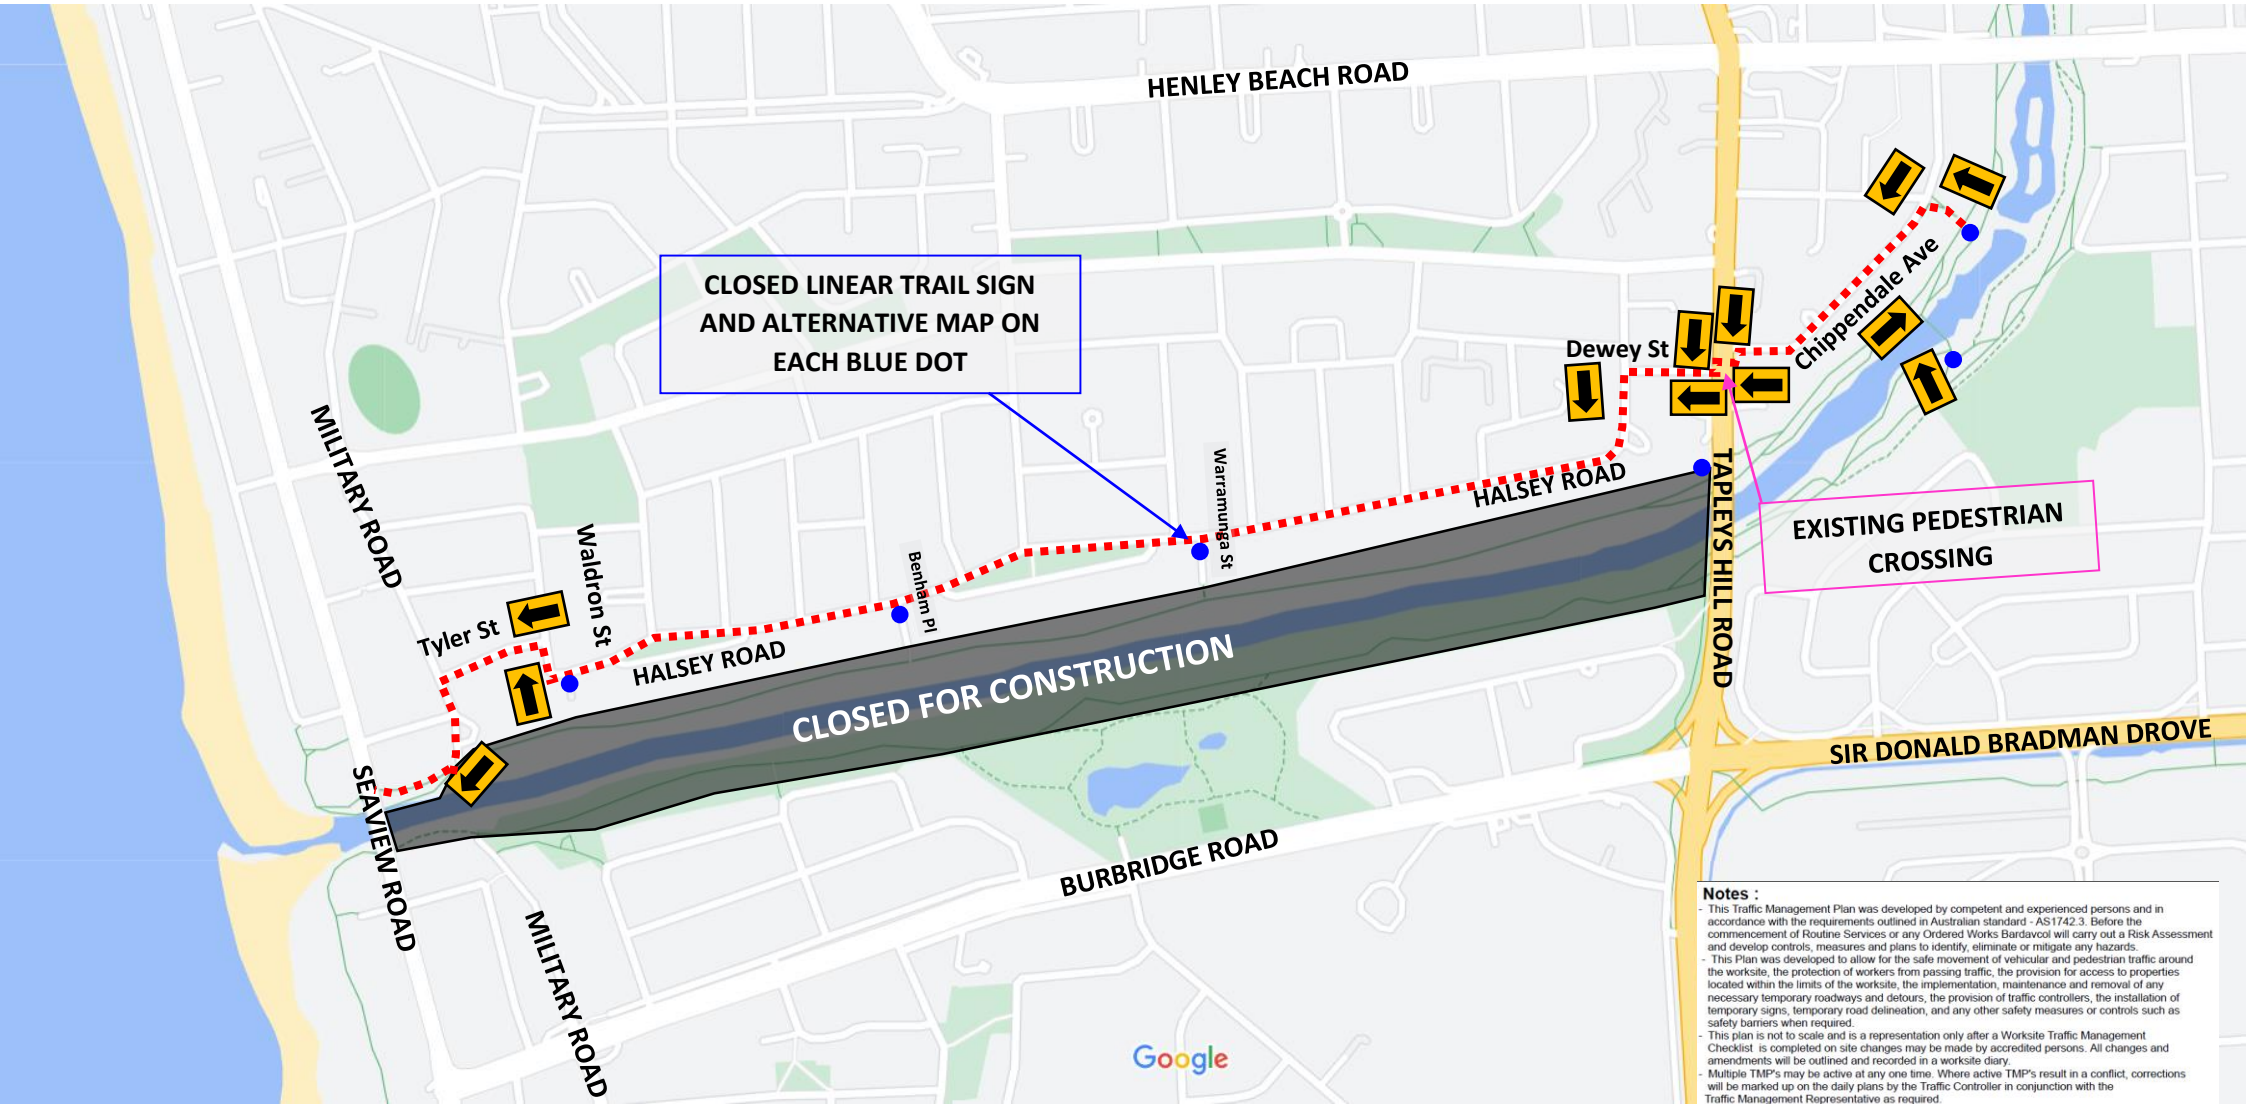 HENLEY BEACH ROAD
CLOSED LINEAR TRAIL SIGN
AND ALTERNATIVE MAP ON
EACH BLUE DOT
Chippendale Ave
Dewey St
MILITARY ROAD
Warramunga St
HALSEY ROAD
TAPLEYS HILL ROAD
EXISTING PEDESTRIAN
CROSSING
Waldron St
Benham Pl
Tyler St
HALSEY ROAD
CLOSED FOR CONSTRUCTION
SIR DONALD BRADMAN DROVE
SEAVIEW ROAD
BURBRIDGE ROAD
MILITARY ROAD
Google
Notes :
- This Traffic Management Plan was developed by competent and experienced persons and in
accordance with the requirements outlined in Australian standard - AS1742.3. Before the
commencement of Routine Services or any Ordered Works Bardavcol will carry out a Risk Assessment
and develop controls, measures and plans to identify, eliminate or mitigate any hazards.
- This Plan was developed to allow for the safe movement of vehicular and pedestrian traffic around
the worksite, the protection of workers from passing traffic, the provision for access to properties
located within the limits of the worksite, the implementation, maintenance and removal of any
necessary temporary roadways and detours, the provision of traffic controllers, the installation of
temporary signs, temporary road delineation, and any other safety measures or controls such as
safety barriers when required.
- This plan is not to scale and is a representation only after a Worksite Traffic Management
Checklist is completed on site changes may be made by accredited persons. All changes and
amendments will be outlined and recorded in a worksite diary.
- Multiple TMP's may be active at any one time. Where active TMP's result in a conflict, corrections
will be marked up on the daily plans by the Traffic Controller in conjunction with the
Traffic Management Representative as required.